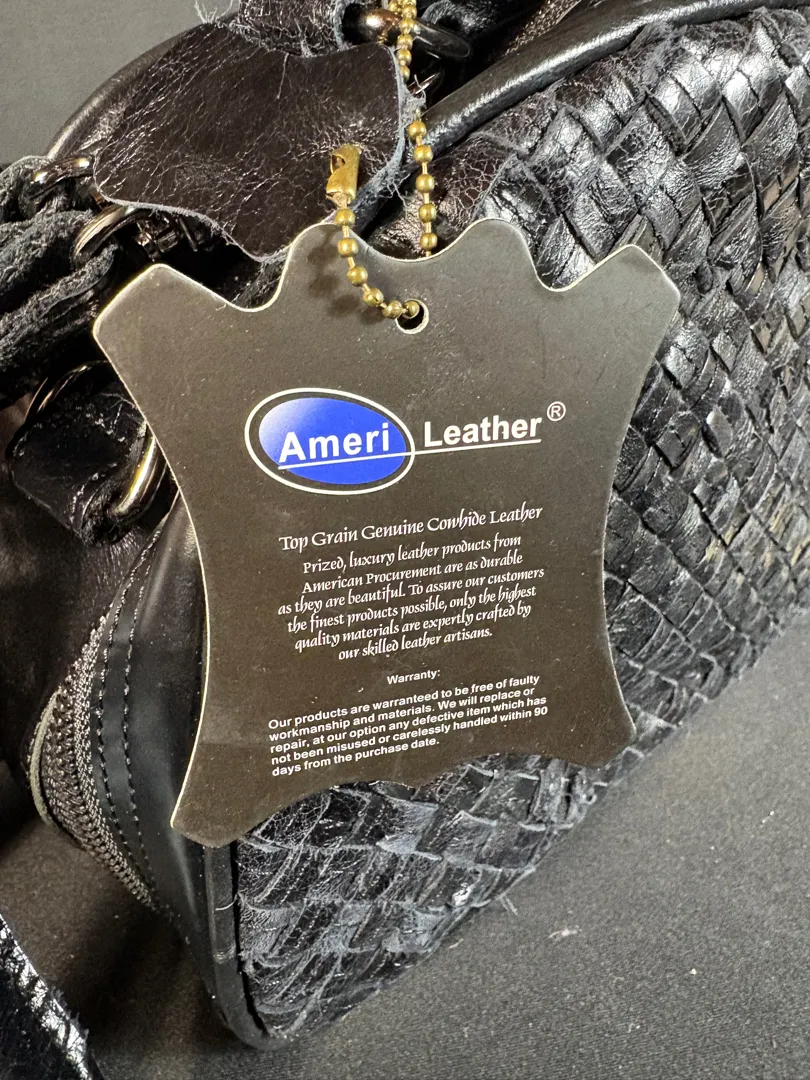 Ameri Leather®
Top Grain Genuine Cowhide Leather
Prized, luxury leather products from
American Procurement are as durable
as they are beautiful. To assure our customers
the finest products possible, only the highest
quality materials are expertly crafted by
our skilled leather artisans.
Warranty:
Our products are warranteed to be free of faulty
workmanship and materials. We will replace or
repair, at our option any defective item which has
not been misused or carelessly handled within 90
days from the purchase date.